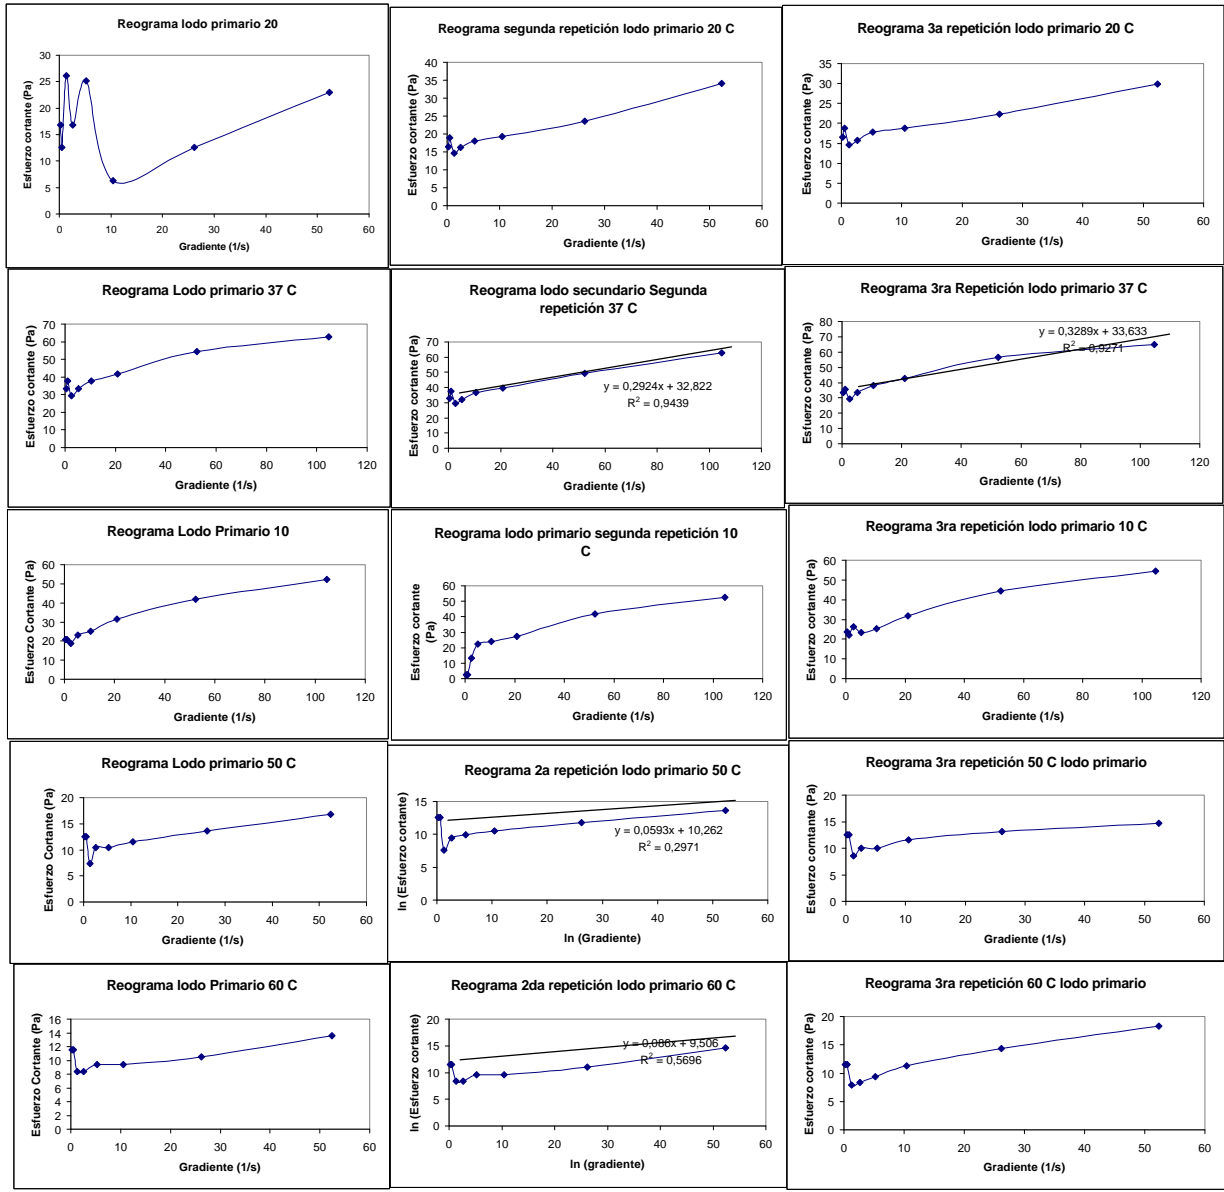 Reograma lodo primario 20
Esfuerzo cortante (Pa)
30
25
20
15
10
5
0
0 10 20 30 40 50 60
Gradiente (1/s)
Reograma segunda repetición lodo primario 20 C
Esfuerzo cortante (Pa)
40
35
30
25
20
15
10
5
0
0 10 20 30 40 50 60
Gradiente (1/s)
Reograma 3a repetición lodo primario 20 C
Esfuerzo cortante (Pa)
35
30
25
20
15
10
5
0
0 10 20 30 40 50 60
Gradiente (1/s)
Reograma Lodo primario 37 C
Esfuerzo cortante (Pa)
70
60
50
40
30
20
10
0
0 20 40 60 80 100 120
Gradiente (1/s)
Reograma lodo secundario Segunda
repetición 37 C
Esfuerzo cortante (Pa)
70
60
50
40
30
20
10
0
y = 0,2924x + 32,822
R2 = 0,9439
0 20 40 60 80 100 120
Gradiente (1/s)
Reograma 3ra Repetición lodo primario 37 C
Esfuerzo cortante (Pa)
80
70
60
50
40
30
20
10
0
y = 0,3289x + 33,633
R2 = 0,9271
0 20 40 60 80 100 120
Gradiente (1/s)
Reograma Lodo Primario 10
Esfuerzo Cortante (Pa)
60
50
40
30
20
10
0
0 20 40 60 80 100 120
Gradiente (1/s)
Reograma lodo primario segunda repetición 10
C
Esfuerzo cortante
(Pa)
60
50
40
30
20
10
0
0 20 40 60 80 100 120
Gradiente (1/s)
Reograma 3ra repetición lodo primario 10 C
Esfuerzo cortante (Pa)
60
50
40
30
20
10
0
0 20 40 60 80 100 120
Gradiente (1/s)
Reograma Lodo primario 50 C
Esfuerzo Cortante (Pa)
20
15
10
5
0
0 10 20 30 40 50 60
Gradiente (1/s)
Reograma 2a repetición lodo primario 50 C
ln (Esfuerzo cortante)
15
10
5
0
y = 0,0593x + 10,262
R2 = 0,2971
0 10 20 30 40 50 60
ln (Gradiente)
Reograma 3ra repetición 50 C lodo primario
Esfuerzo corntante (Pa)
20
15
10
5
0
0 10 20 30 40 50 60
Gradiente (1/s)
Reograma lodo Primario 60 C
Esfuerzo Cortante (Pa)
16
14
12
10
8
6
4
2
0
0 10 20 30 40 50 60
Gradiente (1/s)
Reograma 2da repetición lodo primario 60 C
ln (Esfuerzo cortante)
20
15
10
5
0
y = 0,086x + 9,506
R2 = 0,5696
0 10 20 30 40 50 60
ln (gradiente)
Reograma 3ra repetición 60 C lodo primario
Esfuerzo cortante (Pa)
20
15
10
5
0
0 10 20 30 40 50 60
Gradiente (1/s)